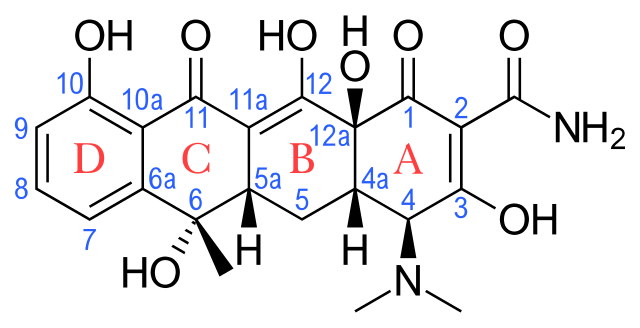 OH O HO H O O
10 12 O
10a 11 11a 12a 1 2
9 D C B A NH2
8 6a 5a 4a
7 6 5 4 3 OH
HO H H N